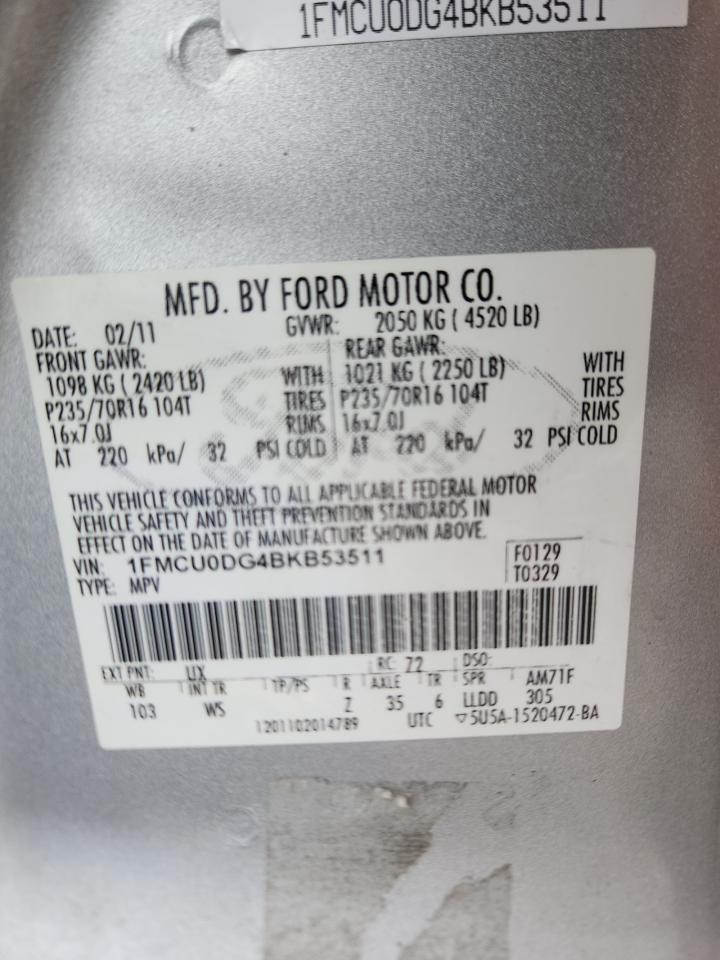 1FMCU0DG4BKB53511
MFD. BY FORD MOTOR CO.
DATE: 02/11 GVWR: 2050 KG ( 4520 LB)
FRONT GAWR: REAR GAWR:
1098 KG ( 2420 LB) WITH 1021 KG ( 2250 LB) WITH
P235/70R16 104T TIRES P235/70R16 104T TIRES
16x7.0J RIMS 16x7.0J RIMS
AT 220 kPa/ 32 PSI COLD AT 220 kPa/ 32 PSI COLD
THIS VEHICLE CONFORMS TO ALL APPLICABLE FEDERAL MOTOR
VEHICLE SAFETY AND THEFT PREVENTION STANDARDS IN
EFFECT ON THE DATE OF MANUFACTURE SHOWN ABOVE.
VIN: 1FMCU0DG4BKB53511 F0129
TYPE: MPV T0329
EXT PNT: UX RC: 72 DSO:
WB INT TR TP/PS R AXLE TR SPR AM71F
103 WS Z 35 6 LLDD 305
1201102014789 UTC ▽5U5A-1520472-BA